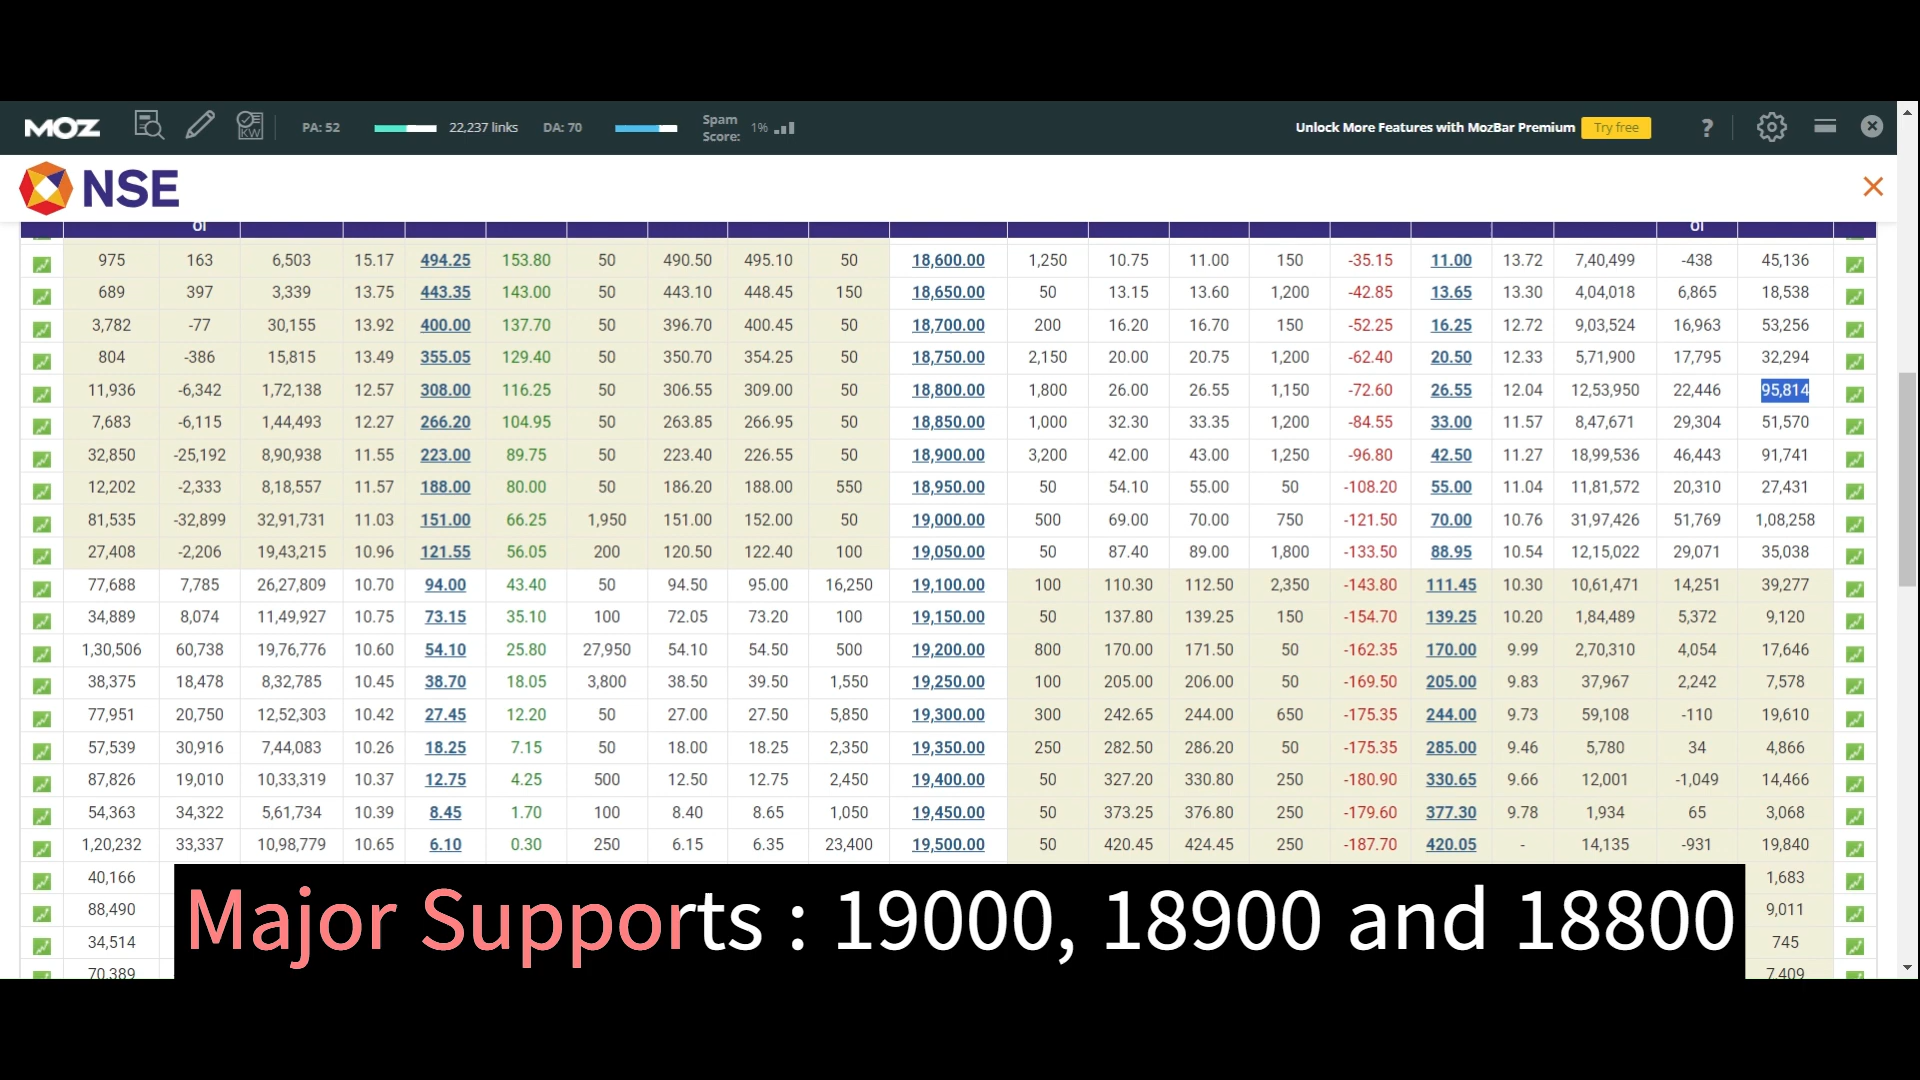 MOZ PA: 52 22,237 links DA: 70 Spam Score: 1% Unlock More Features with MozBar Premium Try free ?
NSE
OI OI
975 163 6,503 15.17 494.25 153.80 50 490.50 495.10 50 18,600.00 1,250 10.75 11.00 150 -35.15 11.00 13.72 7,40,499 -438 45,136
689 397 3,339 13.75 443.35 143.00 50 443.10 448.45 150 18,650.00 50 13.15 13.60 1,200 -42.85 13.65 13.30 4,04,018 6,865 18,538
3,782 -77 30,155 13.92 400.00 137.70 50 396.70 400.45 50 18,700.00 200 16.20 16.70 150 -52.25 16.25 12.72 9,03,524 16,963 53,256
804 -386 15,815 13.49 355.05 129.40 50 350.70 354.25 50 18,750.00 2,150 20.00 20.75 1,200 -62.40 20.50 12.33 5,71,900 17,795 32,294
11,936 -6,342 1,72,138 12.57 308.00 116.25 50 306.55 309.00 50 18,800.00 1,800 26.00 26.55 1,150 -72.60 26.55 12.04 12,53,950 22,446 95,814
7,683 -6,115 1,44,493 12.27 266.20 104.95 50 263.85 266.95 50 18,850.00 1,000 32.30 33.35 1,200 -84.55 33.00 11.57 8,47,671 29,304 51,570
32,850 -25,192 8,90,938 11.55 223.00 89.75 50 223.40 226.55 50 18,900.00 3,200 42.00 43.00 1,250 -96.80 42.50 11.27 18,99,536 46,443 91,741
12,202 -2,333 8,18,557 11.57 188.00 80.00 50 186.20 188.00 550 18,950.00 50 54.10 55.00 50 -108.20 55.00 11.04 11,81,572 20,310 27,431
81,535 -32,899 32,91,731 11.03 151.00 66.25 1,950 151.00 152.00 50 19,000.00 500 69.00 70.00 750 -121.50 70.00 10.76 31,97,426 51,769 1,08,258
27,408 -2,206 19,43,215 10.96 121.55 56.05 200 120.50 122.40 100 19,050.00 50 87.40 89.00 1,800 -133.50 88.95 10.54 12,15,022 29,071 35,038
77,688 7,785 26,27,809 10.70 94.00 43.40 50 94.50 95.00 16,250 19,100.00 100 110.30 112.50 2,350 -143.80 111.45 10.30 10,61,471 14,251 39,277
34,889 8,074 11,49,927 10.75 73.15 35.10 100 72.05 73.20 100 19,150.00 50 137.80 139.25 150 -154.70 139.25 10.20 1,84,489 5,372 9,120
1,30,506 60,738 19,76,776 10.60 54.10 25.80 27,950 54.10 54.50 500 19,200.00 800 170.00 171.50 50 -162.35 170.00 9.99 2,70,310 4,054 17,646
38,375 18,478 8,32,785 10.45 38.70 18.05 3,800 38.50 39.50 1,550 19,250.00 100 205.00 206.00 50 -169.50 205.00 9.83 37,967 2,242 7,578
77,951 20,750 12,52,303 10.42 27.45 12.20 50 27.00 27.50 5,850 19,300.00 300 242.65 244.00 650 -175.35 244.00 9.73 59,108 -110 19,610
57,539 30,916 7,44,083 10.26 18.25 7.15 50 18.00 18.25 2,350 19,350.00 250 282.50 286.20 50 -175.35 285.00 9.46 5,780 34 4,866
87,826 19,010 10,33,319 10.37 12.75 4.25 500 12.50 12.75 2,450 19,400.00 50 327.20 330.80 250 -180.90 330.65 9.66 12,001 -1,049 14,466
54,363 34,322 5,61,734 10.39 8.45 1.70 100 8.40 8.65 1,050 19,450.00 50 373.25 376.80 250 -179.60 377.30 9.78 1,934 65 3,068
1,20,232 33,337 10,98,779 10.65 6.10 0.30 250 6.15 6.35 23,400 19,500.00 50 420.45 424.45 250 -187.70 420.05 - 14,135 -931 19,840
40,166 1,683
88,490 9,011
34,514 745
70,389 7,409
Major Supports : 19000, 18900 and 18800